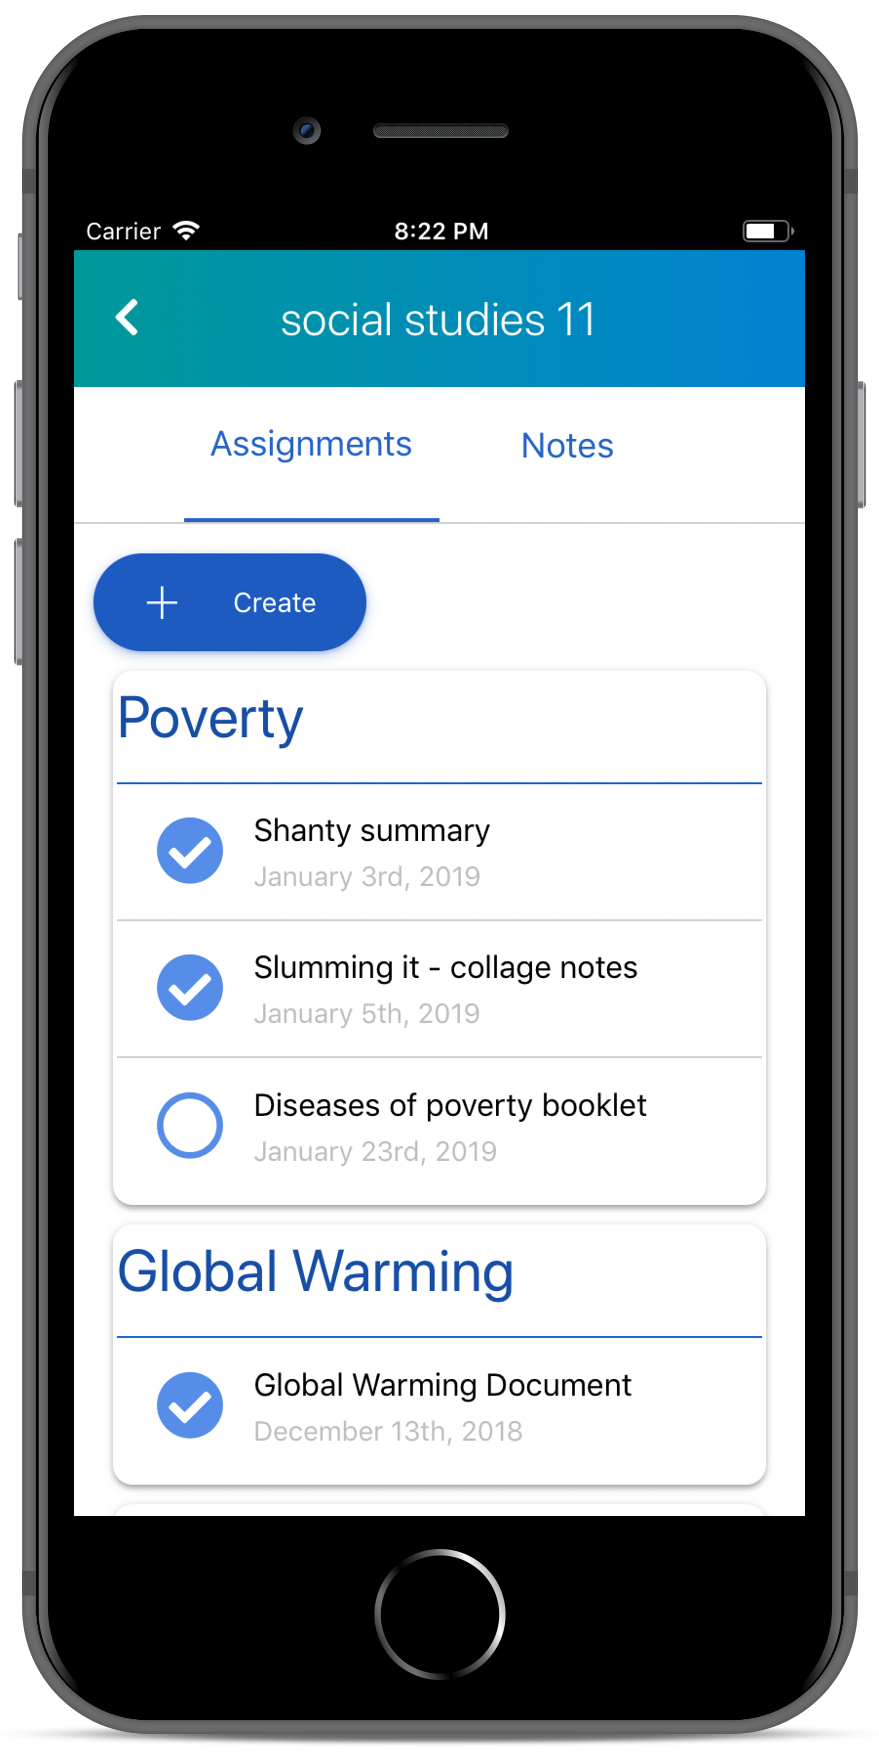 Carrier 8:22 PM
social studies 11
Assignments Notes
Create
Poverty
Shanty summary
January 3rd, 2019
Slumming it - collage notes
January 5th, 2019
Diseases of poverty booklet
January 23rd, 2019
Global Warming
Global Warming Document
December 13th, 2018